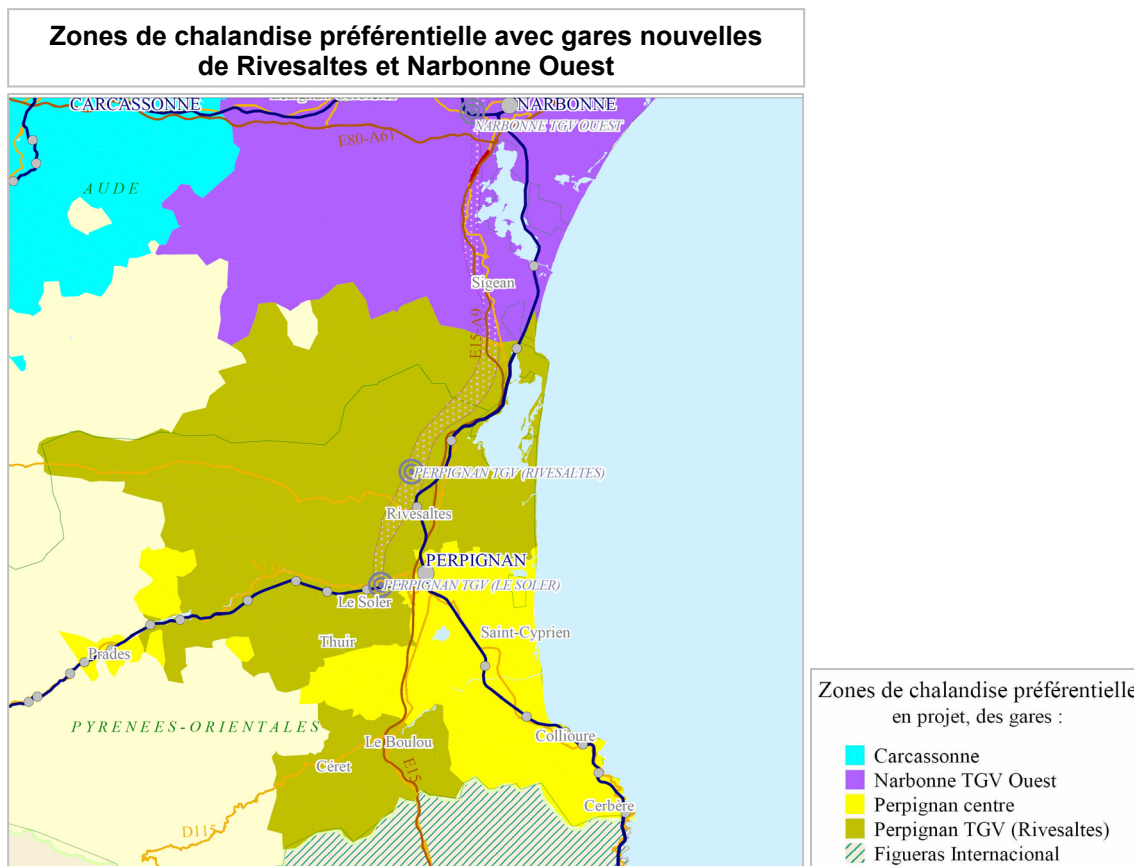 Zones de chalandise préférentielle avec gares nouvelles
de Rivesaltes et Narbonne Ouest
CARCASSONNE
NARBONNE
NARBONNE TGV OUEST
E80-A61
AUDE
Sigean
E15-A9
PERPIGNAN TGV (RIVESALTES)
Rivesaltes
PERPIGNAN
N116
PERPIGNAN TGV (LE SOLER)
Le Soler
Saint-Cyprien
Thuir
Prades
PYRENEES-ORIENTALES
Le Boulou
Collioure
Céret
E15
Cerbère
D115
Zones de chalandise préférentielle
en projet, des gares :
Carcassonne
Narbonne TGV Ouest
Perpignan centre
Perpignan TGV (Rivesaltes)
Figueras Internacional